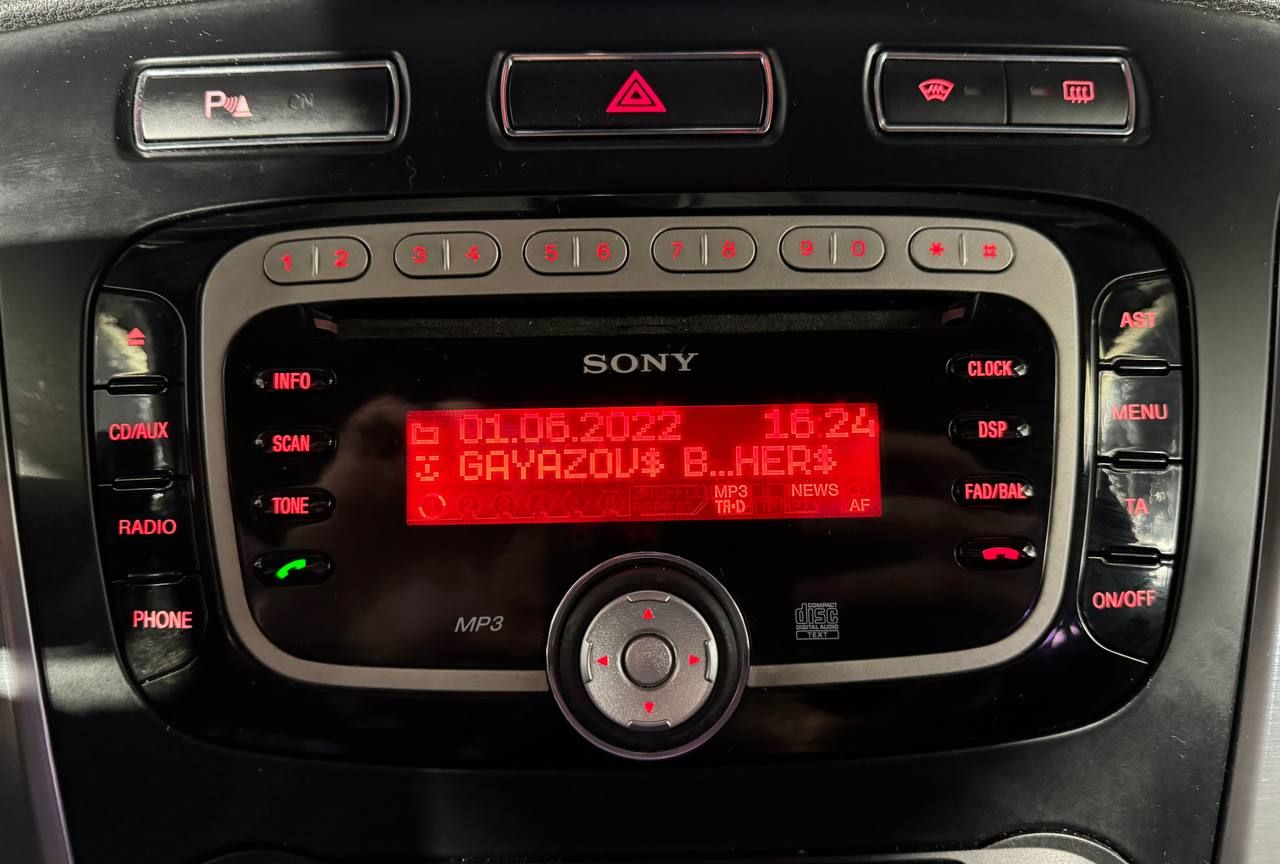 P
1 2 3 4 5 6 7 8 9 0 * #
SONY
INFO
CLOCK
AST
CD/AUX
SCAN
DSP
MENU
01.06.2022 16:24
GAYAZOV$ B...HER$
MP3 NEWS
TR•D AF
RADIO
TONE
FAD/BAL
TA
PHONE
ON/OFF
MP3
COMPACT
disc
DIGITAL AUDIO
TEXT